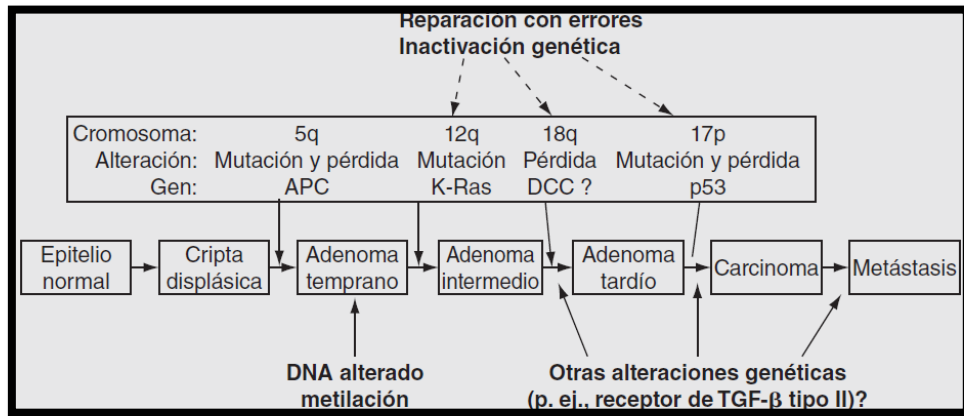 Reparación con errores
Inactivación genética
Cromosoma: 5q 12q 18q 17p
Alteración: Mutación y pérdida Mutación Pérdida Mutación y pérdida
Gen: APC K-Ras DCC ? p53
Epitelio normal
Cripta displásica
Adenoma temprano
Adenoma intermedio
Adenoma tardío
Carcinoma
Metástasis
DNA alterado
metilación
Otras alteraciones genéticas
(p. ej., receptor de TGF-β tipo II)?